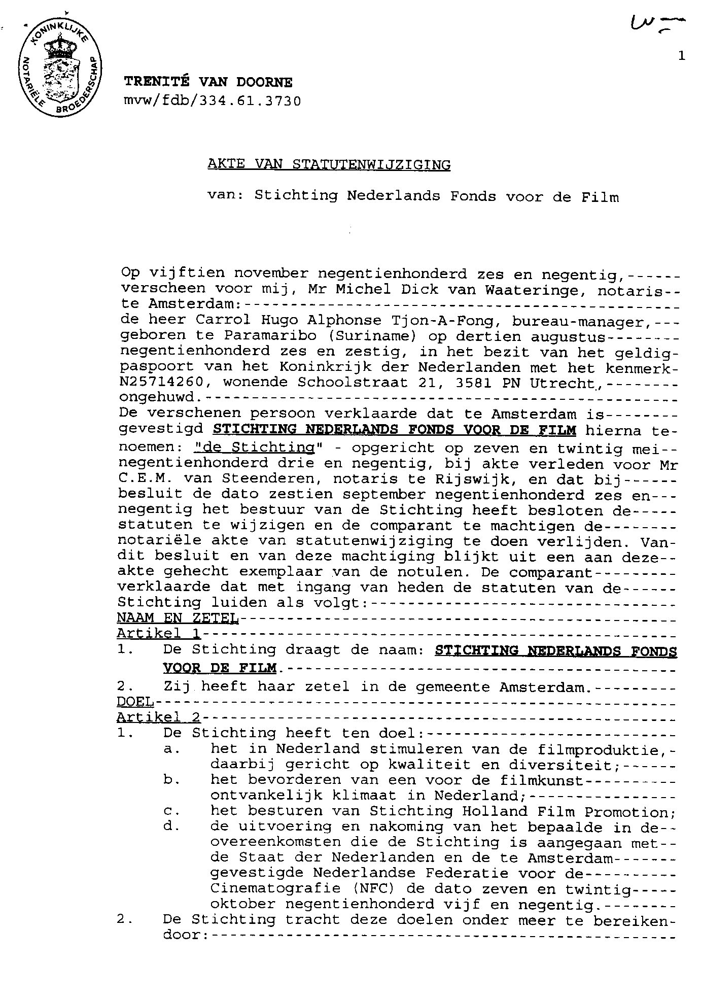 KONINKLIJKE
NOTARIËLE BROEDERSCHAP
1
TRENITÉ VAN DOORNE
mvw/fdb/334.61.3730
AKTE VAN STATUTENWIJZIGING
van: Stichting Nederlands Fonds voor de Film
Op vijftien november negentienhonderd zes en negentig,------
verscheen voor mij, Mr Michel Dick van Waateringe, notaris--
te Amsterdam:-----------------------------------------------
de heer Carrol Hugo Alphonse Tjon-A-Fong, bureau-manager,---
geboren te Paramaribo (Suriname) op dertien augustus--------
negentienhonderd zes en zestig, in het bezit van het geldig-
paspoort van het Koninkrijk der Nederlanden met het kenmerk-
N25714260, wonende Schoolstraat 21, 3581 PN Utrecht,--------
ongehuwd.---------------------------------------------------
De verschenen persoon verklaarde dat te Amsterdam is--------
gevestigd STICHTING NEDERLANDS FONDS VOOR DE FILM hierna te-
noemen: "de Stichting" - opgericht op zeven en twintig mei--
negentienhonderd drie en negentig, bij akte verleden voor Mr
C.E.M. van Steenderen, notaris te Rijswijk, en dat bij------
besluit de dato zestien september negentienhonderd zes en---
negentig het bestuur van de Stichting heeft besloten de-----
statuten te wijzigen en de comparant te machtigen de--------
notariële akte van statutenwijziging te doen verlijden. Van-
dit besluit en van deze machtiging blijkt uit een aan deze--
akte gehecht exemplaar van de notulen. De comparant---------
verklaarde dat met ingang van heden de statuten van de------
Stichting luiden als volgt:---------------------------------
NAAM EN ZETEL-----------------------------------------------
Artikel 1---------------------------------------------------
1. De Stichting draagt de naam: STICHTING NEDERLANDS FONDS
VOOR DE FILM.------------------------------------------
2. Zij heeft haar zetel in de gemeente Amsterdam.---------
DOEL--------------------------------------------------------
Artikel 2---------------------------------------------------
1. De Stichting heeft ten doel:---------------------------
a. het in Nederland stimuleren van de filmproduktie,-
daarbij gericht op kwaliteit en diversiteit;------
b. het bevorderen van een voor de filmkunst----------
ontvankelijk klimaat in Nederland;----------------
c. het besturen van Stichting Holland Film Promotion;
d. de uitvoering en nakoming van het bepaalde in de--
overeenkomsten die de Stichting is aangegaan met--
de Staat der Nederlanden en de te Amsterdam-------
gevestigde Nederlandse Federatie voor de----------
Cinematografie (NFC) de dato zeven en twintig-----
oktober negentienhonderd vijf en negentig.--------
2. De Stichting tracht deze doelen onder meer te bereiken-
door:--------------------------------------------------